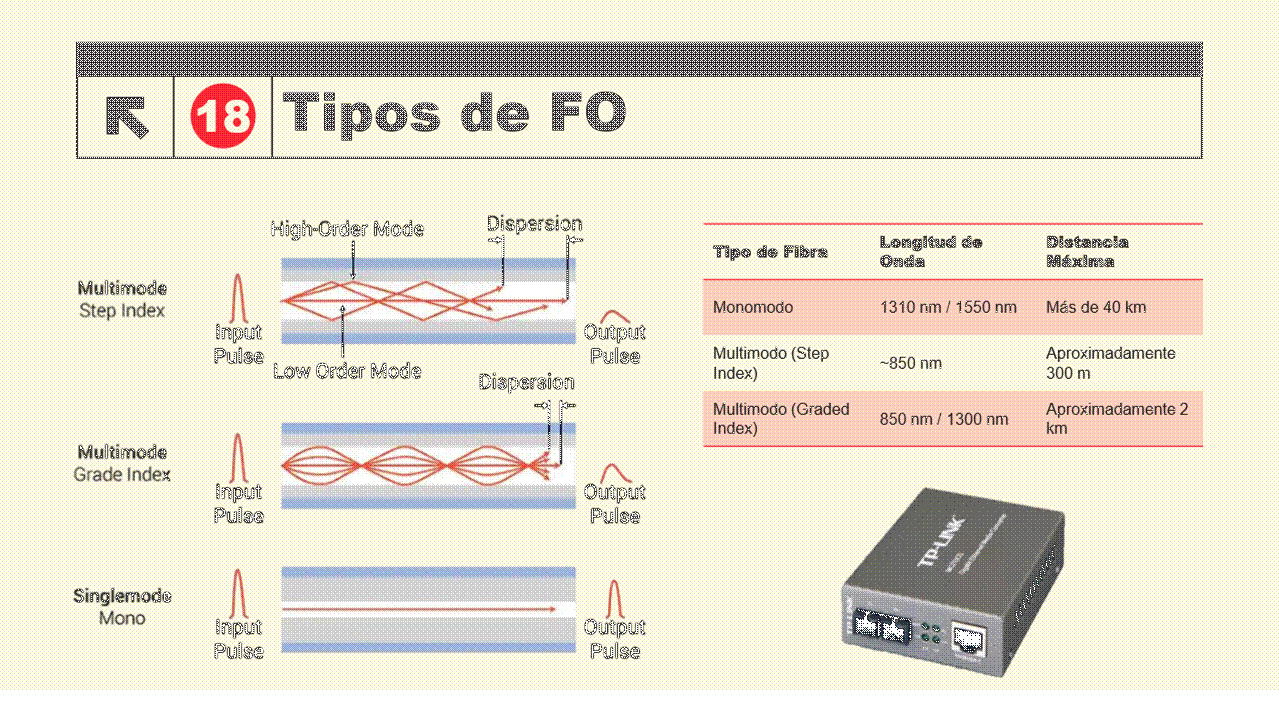 18
Tipos de FO
High-Order Mode
Dispersion
Multimode
Step Index
Input
Pulse
Output
Pulse
Low Order Mode
Dispersion
Multimode
Grade Index
Input
Pulse
Output
Pulse
Singlemode
Mono
Input
Pulse
Output
Pulse
Tipo de Fibra
Longitud de
Onda
Distancia
Máxima
Monomodo
1310 nm / 1550 nm
Más de 40 km
Multimodo (Step
Index)
~850 nm
Aproximadamente
300 m
Multimodo (Graded
Index)
850 nm / 1300 nm
Aproximadamente 2
km
TP-LINK